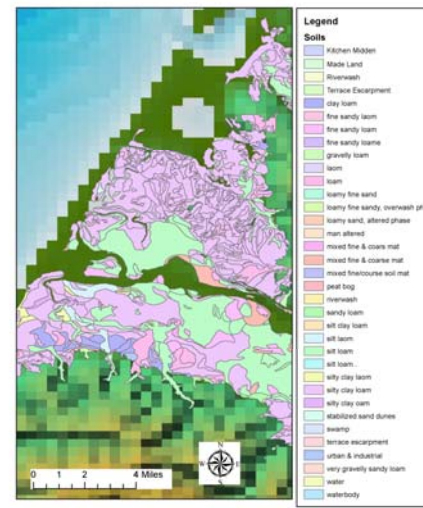 Legend
Soils
Kitchen Midden
Made Land
Riverwash
Terrace Escarpment
clay loam
fine sandy laom
fine sandy loam
fine sandy loame
gravelly loam
laom
loam
loamy fine sand
loamy fine sandy, overwash ph
loamy sand, altered phase
man altered
mixed fine & coars mat
mixed fine & coarse mat
mixed fine/course soil mat
peat bog
riverwash
sandy loam
silt clay loam
silt laom
silt loam
silt loam..
silty clay laom
silty clay loam
silty clay oam
stabilized sand dunes
swamp
terrace escarpment
urban & industrial
very gravelly sandy loam
water
waterbody
N
W E
S
0 1 2 4 Miles